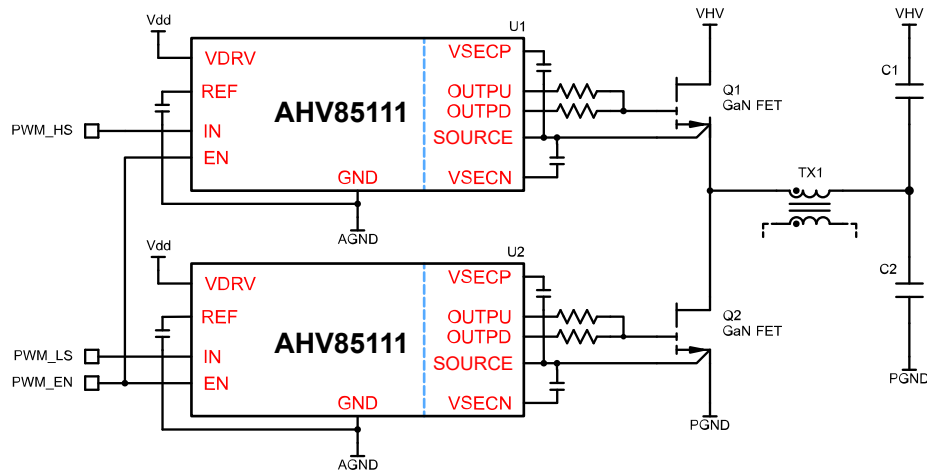 Vdd
U1
VHV
VHV
VDRV
VSECP
REF
OUTPU
C1
Q1
GaN FET
AHV85111
OUTPD
PWM_HS
IN
SOURCE
EN
GND
VSECN
TX1
AGND
Vdd
U2
VDRV
VSECP
C2
REF
OUTPU
Q2
GaN FET
AHV85111
OUTPD
PWM_LS
IN
SOURCE
PWM_EN
EN
PGND
GND
VSECN
PGND
AGND